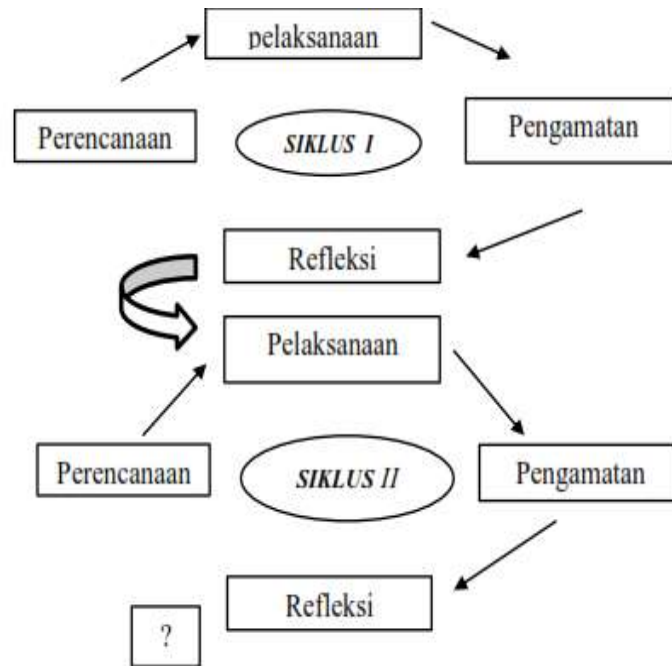 pelaksanaan
Perencanaan
SIKLUS I
Pengamatan
Refleksi
Pelaksanaan
Perencanaan
SIKLUS II
Pengamatan
Refleksi
?